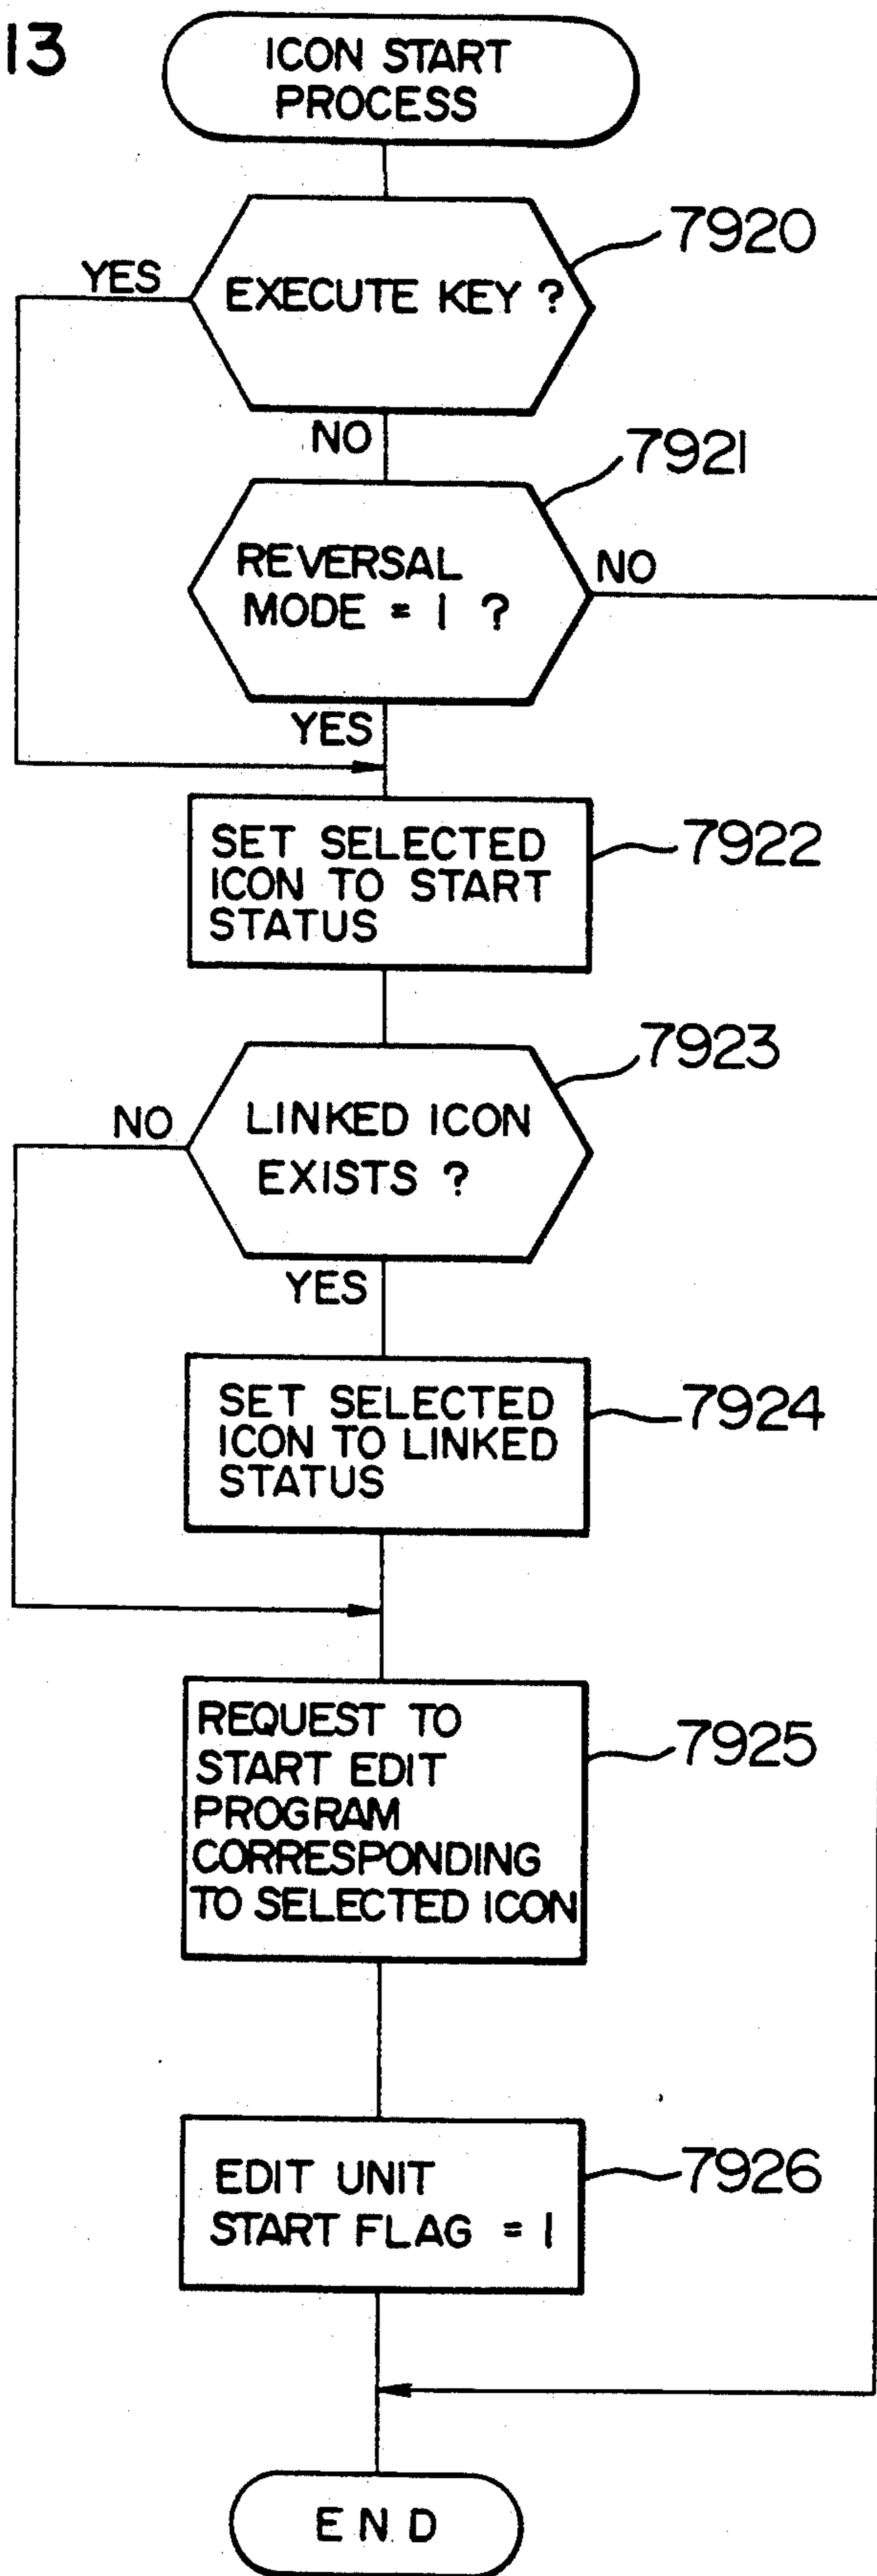 13
ICON START
PROCESS
7920
YES
EXECUTE KEY ?
NO
7921
REVERSAL
MODE = 1 ?
NO
YES
SET SELECTED
ICON TO START
STATUS
7922
7923
NO
LINKED ICON
EXISTS ?
YES
SET SELECTED
ICON TO LINKED
STATUS
7924
REQUEST TO
START EDIT
PROGRAM
CORRESPONDING
TO SELECTED ICON
7925
EDIT UNIT
START FLAG = 1
7926
END